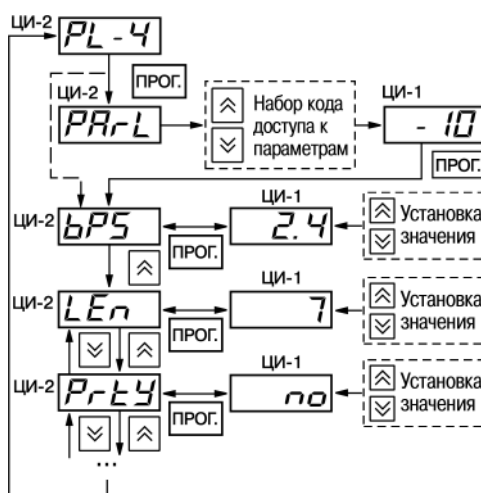 ЦИ-2
PL-4
ПРОГ.
ЦИ-2
PArL
Набор кода
доступа к
параметрам
ЦИ-1
- 10
ПРОГ.
ЦИ-2
bPS
ПРОГ.
ЦИ-1
2.4
Установка
значения
ЦИ-2
LEn
ПРОГ.
ЦИ-1
7
Установка
значения
ЦИ-2
PrtY
ПРОГ.
ЦИ-1
no
Установка
значения
...